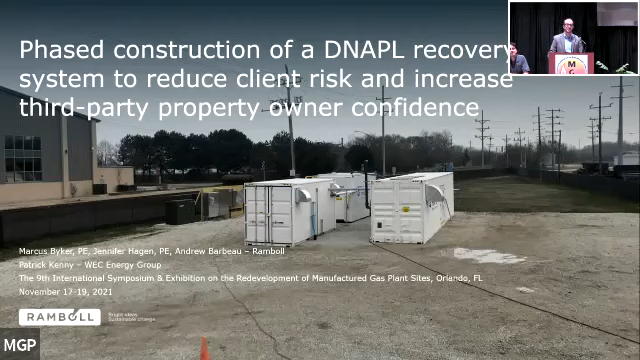 Phased construction of a DNAPL recovery
system to reduce client risk and increase
third-party property owner confidence
Marcus Byker, PE, Jennifer Hagen, PE, Andrew Barbeau – Ramboll
Patrick Kenny – WEC Energy Group
The 9th International Symposium & Exhibition on the Redevelopment of Manufactured Gas Plant Sites, Orlando, FL
November 17-19, 2021
RAMBOLL
Bright ideas.
Sustainable change.
MGP